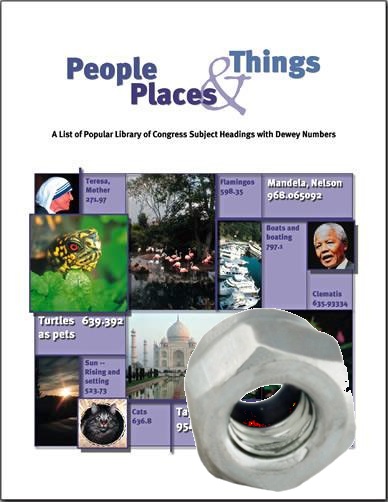 People
Places
&
Things
A List of Popular Library of Congress Subject Headings with Dewey Numbers
Teresa,
Mother
271.97
Flamingos
598.35
Mandela, Nelson
968.065092
Boats and
boating
797.1
Clematis
635.93334
Turtles 639.392
as pets
Sun --
Rising and
setting
523.73
Cats
636.8